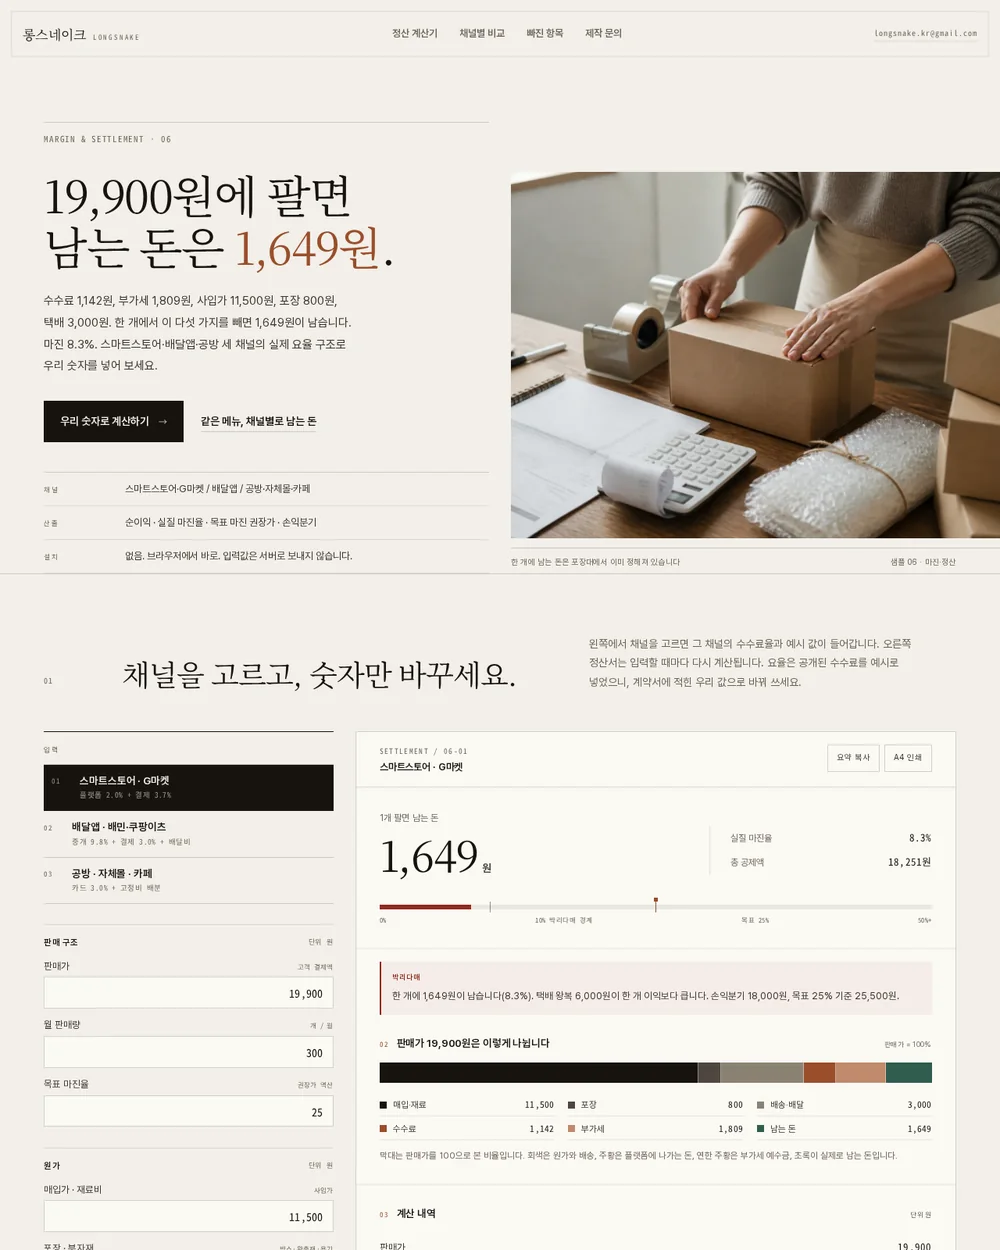 롱스네이크 LONGSNAKE
정산 계산기 채널별 비교 빠진 항목 제작 문의
longsnake.kr@gmail.com
MARGIN & SETTLEMENT · 06
19,900원에 팔면
남는 돈은 1,649원.
수수료 1,142원, 부가세 1,809원, 사입가 11,500원, 포장 800원,
택배 3,000원. 한 개에서 이 다섯 가지를 빼면 1,649원이 남습니다.
마진 8.3%. 스마트스토어·배달앱·공방 세 채널의 실제 요율 구조로
우리 숫자를 넣어 보세요.
우리 숫자로 계산하기 →
같은 메뉴, 채널별로 남는 돈
채널 스마트스토어·G마켓 / 배달앱 / 공방·자체몰·카페
산출 순이익 · 실질 마진율 · 목표 마진 권장가 · 손익분기
설치 없음. 브라우저에서 바로. 입력값은 서버로 보내지 않습니다.
한 개에 남는 돈은 포장대에서 이미 정해져 있습니다
샘플 06 · 마진·정산
01
채널을 고르고, 숫자만 바꾸세요.
왼쪽에서 채널을 고르면 그 채널의 수수료율과 예시 값이 들어갑니다. 오른쪽
정산서는 입력할 때마다 다시 계산됩니다. 요율은 공개된 수수료를 예시로
넣었으니, 계약서에 적힌 우리 값으로 바꿔 쓰세요.
입력
01 스마트스토어 · G마켓
플랫폼 2.0% + 결제 3.7%
02 배달앱 · 배민·쿠팡이츠
중개 9.8% + 결제 3.0% + 배달비
03 공방 · 자체몰 · 카페
카드 3.0% + 고정비 배분
판매 구조 단위 원
판매가 고객 결제액
19,900
월 판매량 개 / 월
300
목표 마진율 권장가 역산
25
원가 단위 원
매입가 · 재료비 사입가
11,500
포장 · 부자재
SETTLEMENT / 06-01
스마트스토어 · G마켓
요약 복사 A4 인쇄
1개 팔면 남는 돈
1,649 원
실질 마진율 8.3%
총 공제액 18,251원
0% 10% 박리다매 경계 목표 25% 50%+
박리다매
한 개에 1,649원이 남습니다(8.3%). 택배 왕복 6,000원이 한 개 이익보다 큽니다. 손익분기 18,000원, 목표 25% 기준 25,500원.
02 판매가 19,900원은 이렇게 나뉩니다 판매가 = 100%
매입·재료 11,500 포장 800 배송·배달 3,000
수수료 1,142 부가세 1,809 남는 돈 1,649
막대는 판매가를 100으로 본 비율입니다. 회색은 원가와 배송, 주황은 플랫폼에 나가는 돈, 연한 주황은 부가세 예수금, 초록이 실제로 남는 돈입니다.
03 계산 내역 단위 원
판매가 19,900